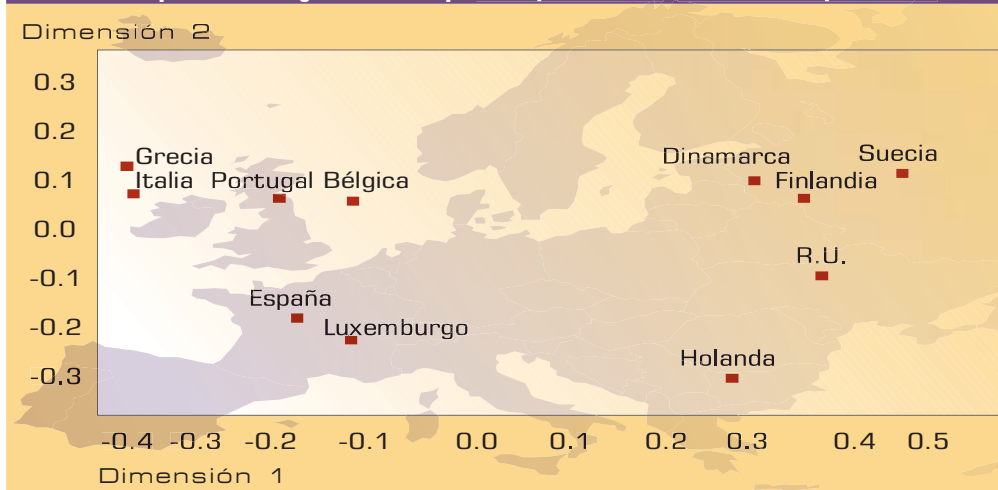 Dimensión 2
0.3
0.2
Grecia Dinamarca Suecia
0.1 Italia Portugal Bélgica Finlandia
0.0
R.U.
-0.1
España
-0.2 Luxemburgo
Holanda
-0.3
-0.4 -0.3 -0.2 -0.1 0.0 0.1 0.2 0.3 0.4 0.5
Dimensión 1